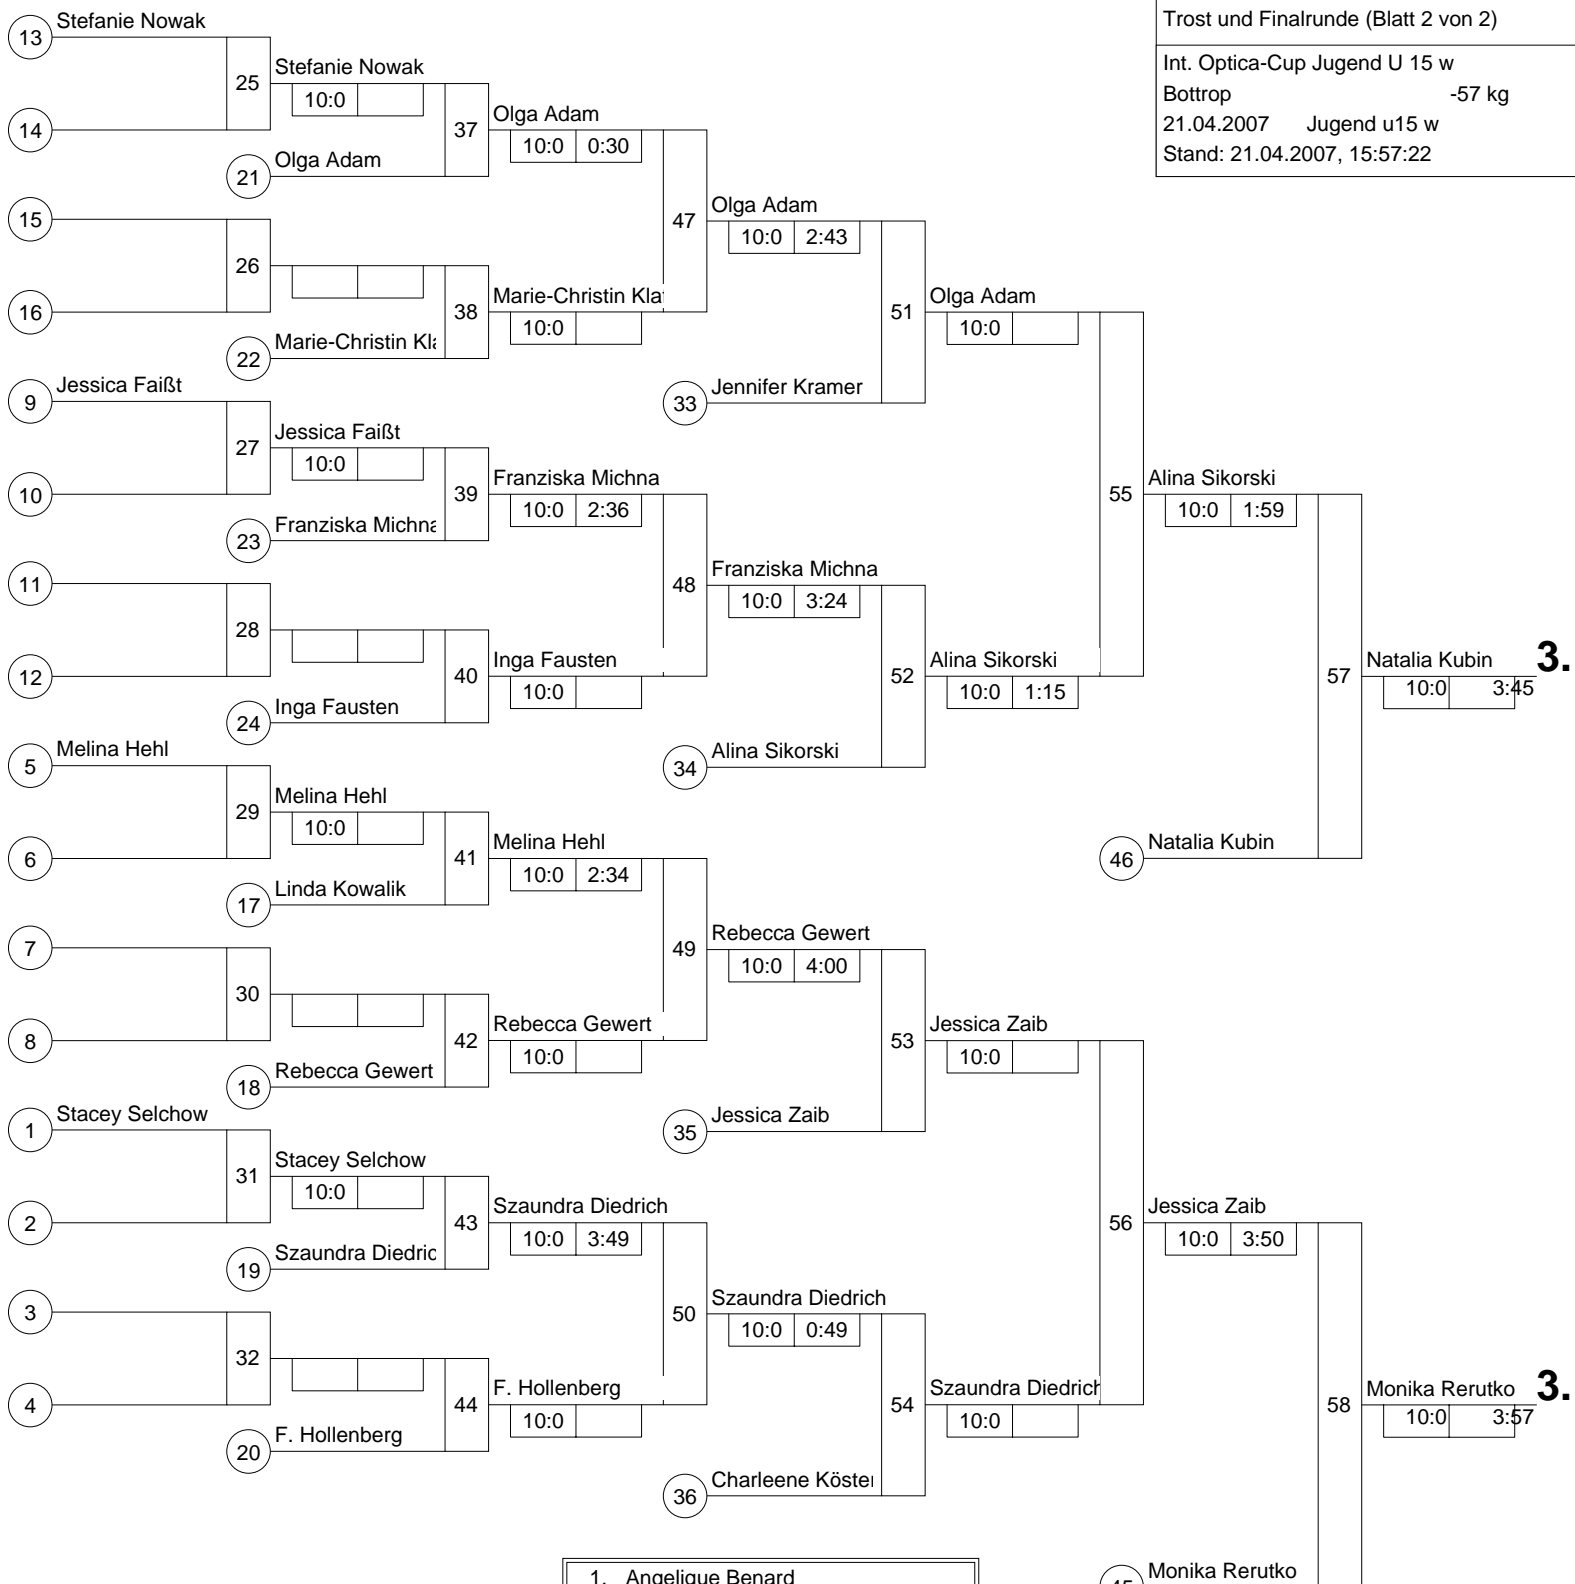 Trost und Finalrunde (Blatt 2 von 2)
Int. Optica-Cup Jugend U 15 w
Bottrop -57 kg
21.04.2007 Jugend u15 w
Stand: 21.04.2007, 15:57:22
13 Stefanie Nowak
14
25 Stefanie Nowak
10:0
21 Olga Adam
37 Olga Adam
10:0 0:30
15
16
26
22 Marie-Christin
38 Marie-Christin
10:0
47 Olga Adam
10:0 2:43
33 Jennifer Kramer
51 Olga Adam
10:0
9 Jessica Faißt
10
27 Jessica Faißt
10:0
23 Franziska Michna
39 Franziska Michna
10:0 2:36
11
12
28
24 Inga Fausten
40 Inga Fausten
10:0
48 Franziska Michna
10:0 3:24
34 Alina Sikorski
52 Alina Sikorski
10:0 1:15
55 Alina Sikorski
10:0 1:59
46 Natalia Kubin
57 Natalia Kubin 3.
10:0 3:45
5 Melina Hehl
6
29 Melina Hehl
10:0
17 Linda Kowalik
41 Melina Hehl
10:0 2:34
7
8
30
18 Rebecca Gewert
42 Rebecca Gewert
10:0
49 Rebecca Gewert
10:0 4:00
35 Jessica Zaib
53 Jessica Zaib
10:0
1 Stacey Selchow
2
31 Stacey Selchow
10:0
19 Szaundra Diedric
43 Szaundra Diedrich
10:0 3:49
3
4
32
20 F. Hollenberg
44 F. Hollenberg
10:0
50 Szaundra Diedrich
10:0 0:49
36 Charleene Köster
54 Szaundra Diedrich
10:0
56 Jessica Zaib
10:0 3:50
45 Monika Rerutko
58 Monika Rerutko 3.
10:0 3:57
1. Angelique Benard